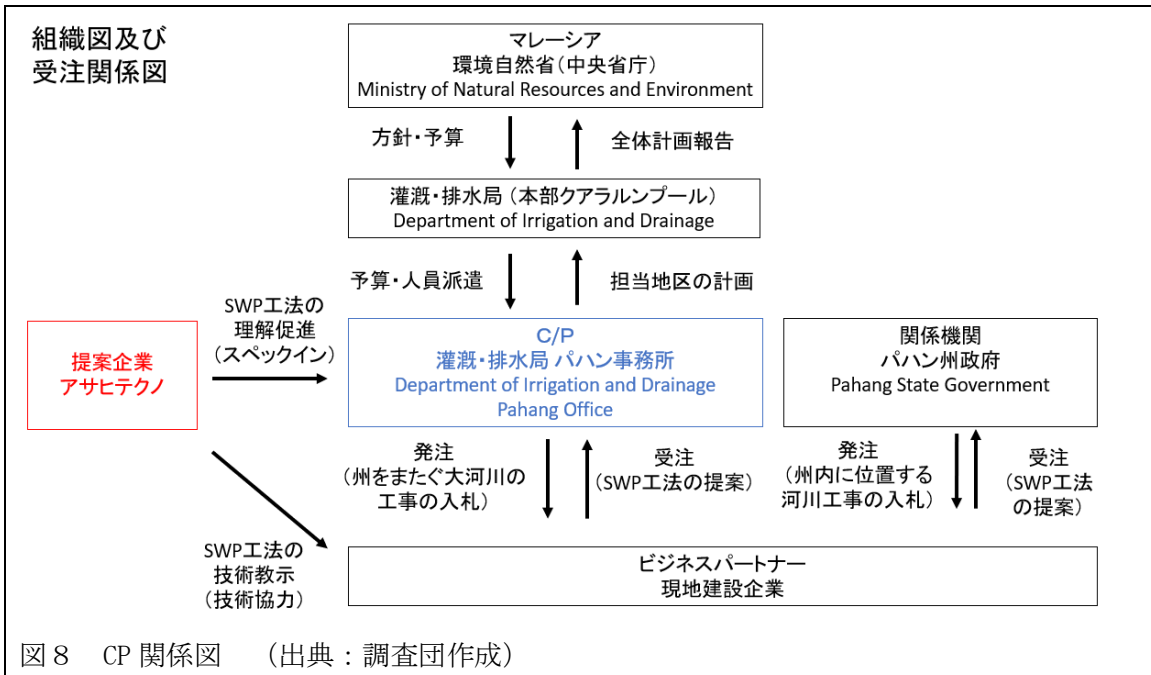 組織図及び
受注関係図
マレーシア
環境自然省(中央省庁)
Ministry of Natural Resources and Environment
方針・予算
全体計画報告
灌漑・排水局(本部クアラルンプール)
Department of Irrigation and Drainage
予算・人員派遣
担当地区の計画
SWP工法の
理解促進
(スペックイン)
提案企業
アサヒテクノ
C/P
灌漑・排水局 パハン事務所
Department of Irrigation and Drainage
Pahang Office
関係機関
パハン州政府
Pahang State Government
発注
(州をまたぐ大河川の
工事の入札)
受注
(SWP工法の提案)
発注
(州内に位置する
河川工事の入札)
受注
(SWP工法
の提案)
SWP工法の
技術教示
(技術協力)
ビジネスパートナー
現地建設企業
図8 CP関係図 (出典:調査団作成)